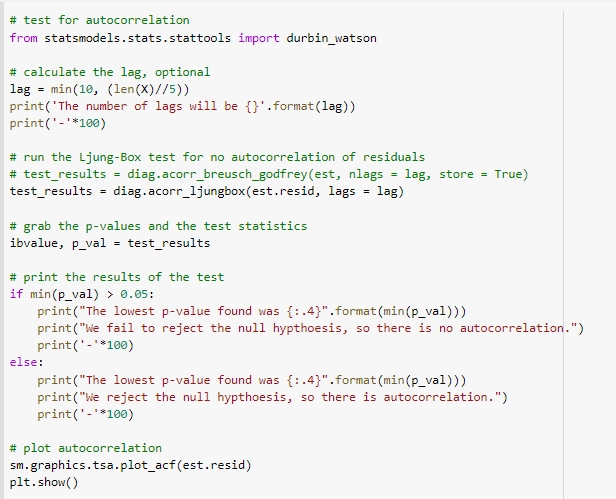 # test for autocorrelation
from statsmodels.stats.stattools import durbin_watson
# calculate the lag, optional
lag = min(10, (len(X)//5))
print('The number of lags will be {}'.format(lag))
print('-'*100)
# run the Ljung-Box test for no autocorrelation of residuals
# test_results = diag.acorr_breusch_godfrey(est, nlags = lag, store = True)
test_results = diag.acorr_ljungbox(est.resid, lags = lag)
# grab the p-values and the test statistics
ibvalue, p_val = test_results
# print the results of the test
if min(p_val) > 0.05:
    print("The lowest p-value found was {:.4}".format(min(p_val)))
    print("We fail to reject the null hypthoesis, so there is no autocorrelation.")
    print('-'*100)
else:
    print("The lowest p-value found was {:.4}".format(min(p_val)))
    print("We reject the null hypthoesis, so there is autocorrelation.")
    print('-'*100)
# plot autocorrelation
sm.graphics.tsa.plot_acf(est.resid)
plt.show()